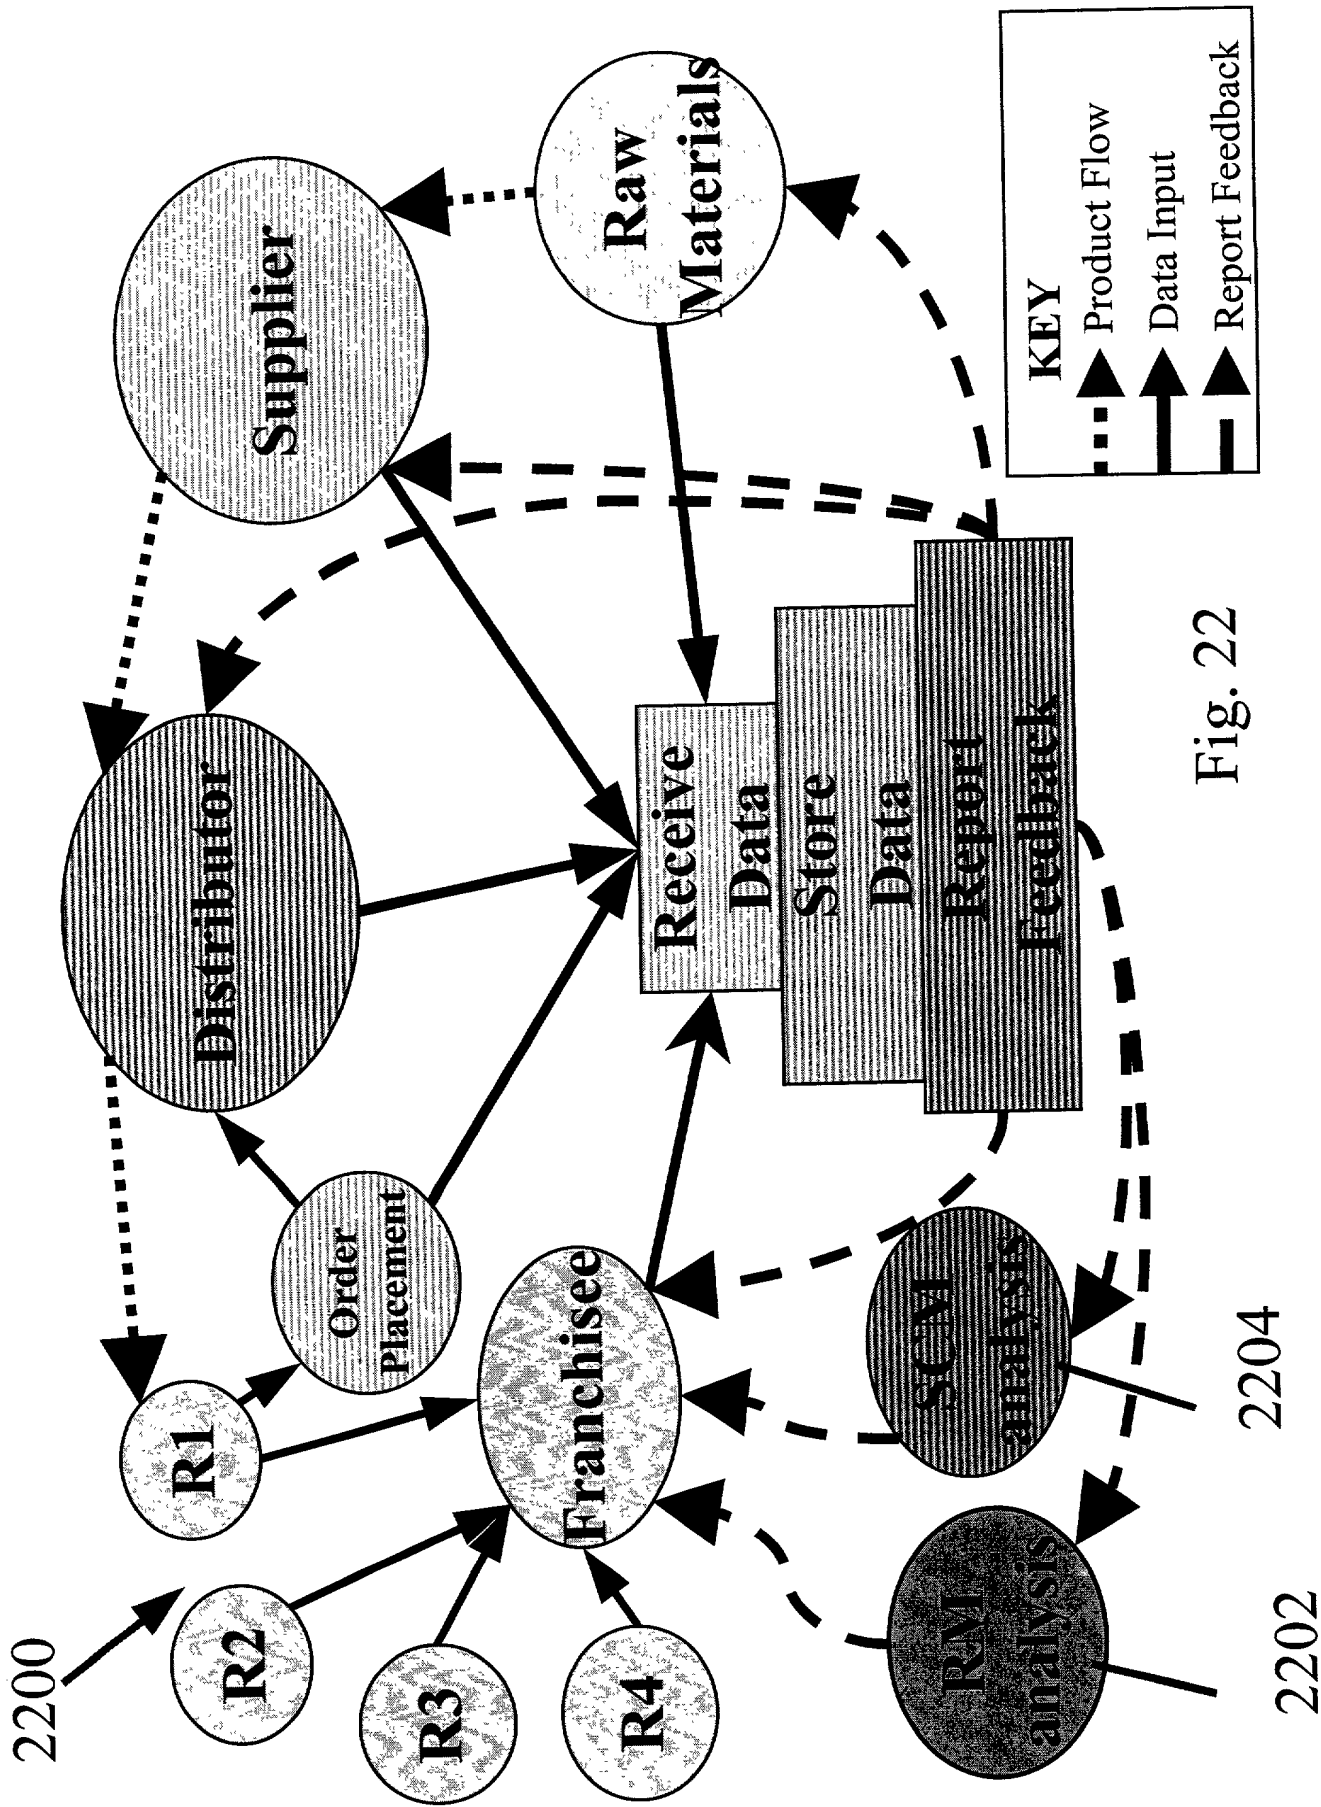 2200
R1
R2
R3
R4
Order
Placement
Distributor
Supplier
Franchisee
Raw
Materials
Receive
Data
Store
Data
Report
Feedback
SCM
analysis
RM
analysis
2202
2204
KEY
Product Flow
Data Input
Report Feedback
Fig. 22